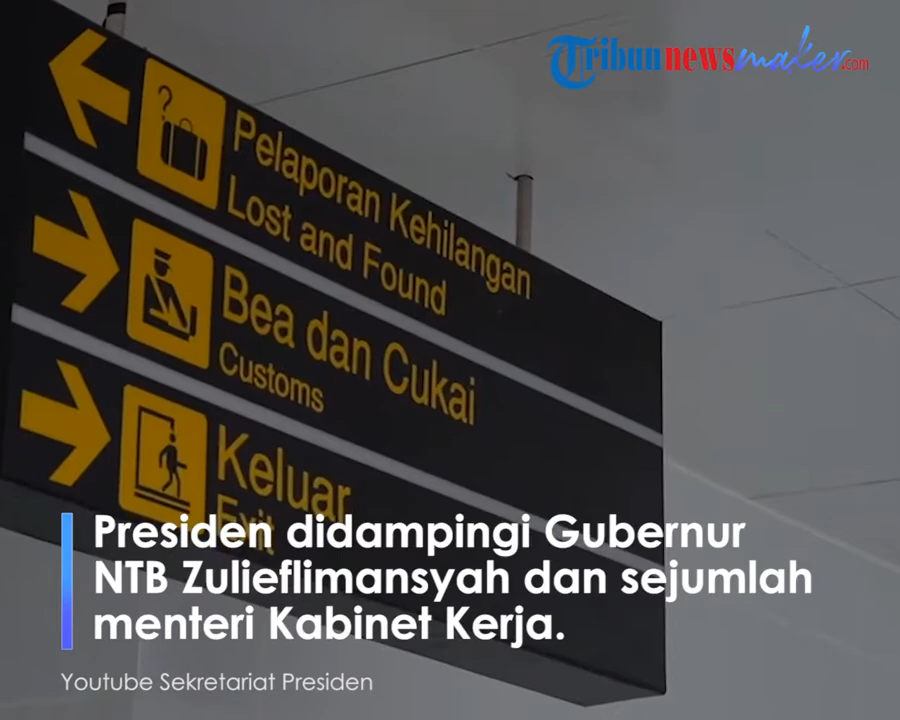 Tribunnewsmaker.com
?
Pelaporan Kehilangan
Lost and Found
Bea dan Cukai
Customs
Keluar
Exit
Presiden didampingi Gubernur
NTB Zulieflimansyah dan sejumlah
menteri Kabinet Kerja.
Youtube Sekretariat Presiden